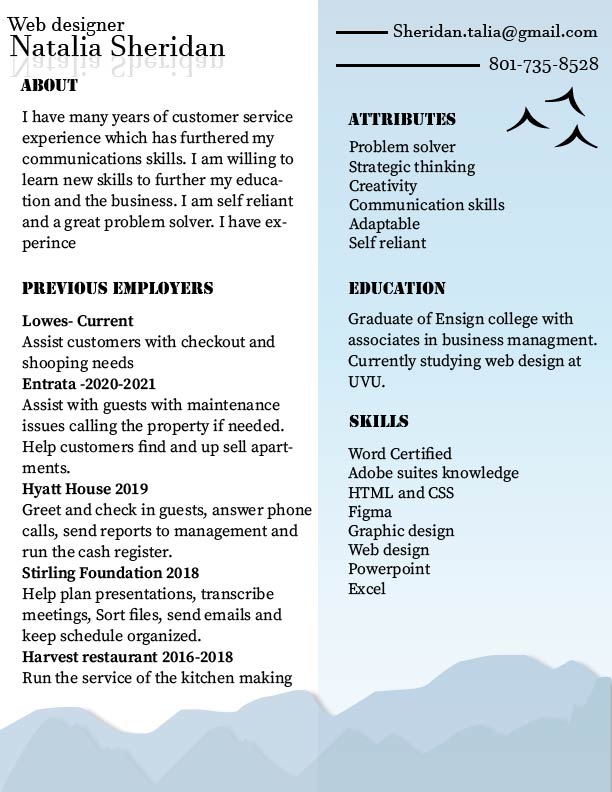 Web designer
Natalia Sheridan
ABOUT
I have many years of customer service
experience which has furthered my
communications skills. I am willing to
learn new skills to further my educa-
tion and the business. I am self reliant
and a great problem solver. I have ex-
perince
PREVIOUS EMPLOYERS
Lowes- Current
Assist customers with checkout and
shooping needs
Entrata -2020-2021
Assist with guests with maintenance
issues calling the property if needed.
Help customers find and up sell apart-
ments.
Hyatt House 2019
Greet and check in guests, answer phone
calls, send reports to management and
run the cash register.
Stirling Foundation 2018
Help plan presentations, transcribe
meetings, Sort files, send emails and
keep schedule organized.
Harvest restaurant 2016-2018
Run the service of the kitchen making
Sheridan.talia@gmail.com
801-735-8528
ATTRIBUTES
Problem solver
Strategic thinking
Creativity
Communication skills
Adaptable
Self reliant
EDUCATION
Graduate of Ensign college with
associates in business managment.
Currently studying web design at
UVU.
SKILLS
Word Certified
Adobe suites knowledge
HTML and CSS
Figma
Graphic design
Web design
Powerpoint
Excel